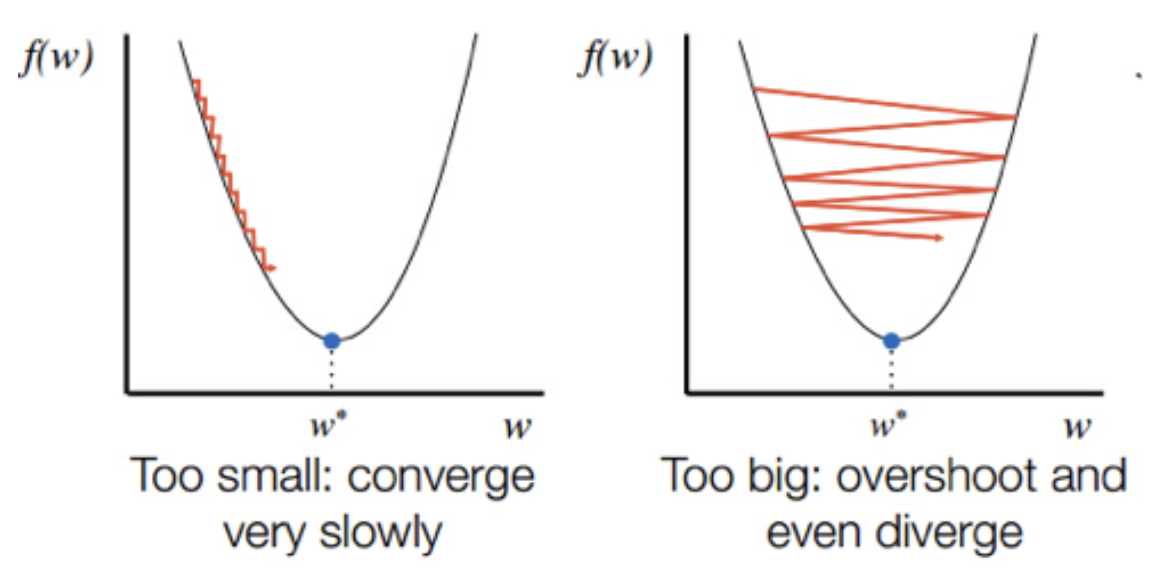 f(w)
f(w)
w*
w
w*
w
Too small: converge
very slowly
Too big: overshoot and
even diverge